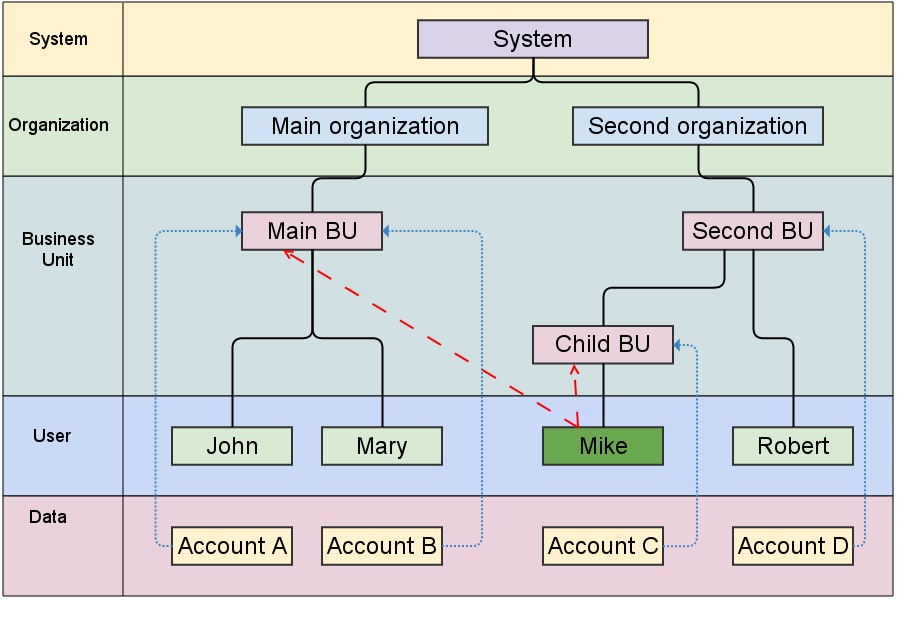 System
System
Organization
Main organization
Second organization
Business
Unit
Main BU
Second BU
Child BU
User
John
Mary
Mike
Robert
Data
Account A
Account B
Account C
Account D